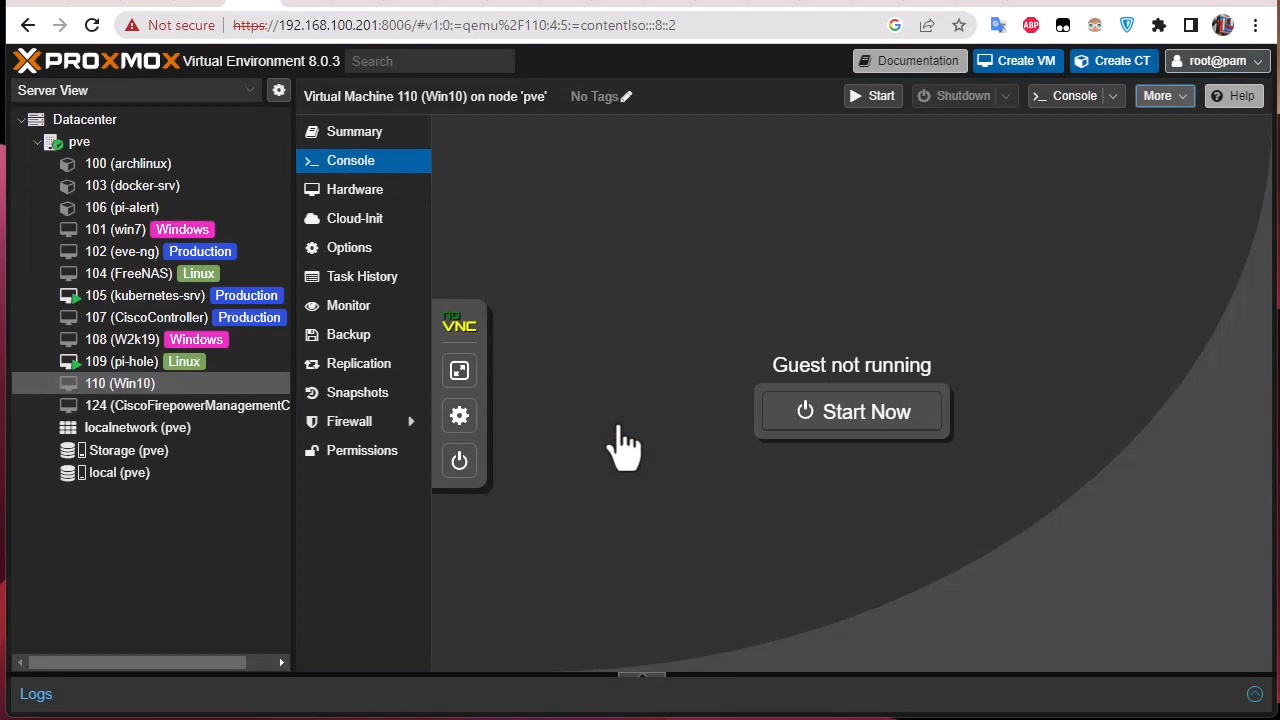 Not secure https://192.168.100.201:8006/#v1:0:=qemu%2F110:4:5:=contentIso:::8::2
ABP
PROXMOX Virtual Environment 8.0.3 Search Documentation Create VM Create CT root@pam
Server View
Virtual Machine 110 (Win10) on node 'pve' No Tags Start Shutdown Console More Help
Datacenter
pve
100 (archlinux)
103 (docker-srv)
106 (pi-alert)
101 (win7) Windows
102 (eve-ng) Production
104 (FreeNAS) Linux
105 (kubernetes-srv) Production
107 (CiscoController) Production
108 (W2k19) Windows
109 (pi-hole) Linux
110 (Win10)
124 (CiscoFirepowerManagementC
localnetwork (pve)
Storage (pve)
local (pve)
Summary
Console
Hardware
Cloud-Init
Options
Task History
Monitor
Backup
Replication
Snapshots
Firewall
Permissions
no
VNC
Guest not running
Start Now
Logs